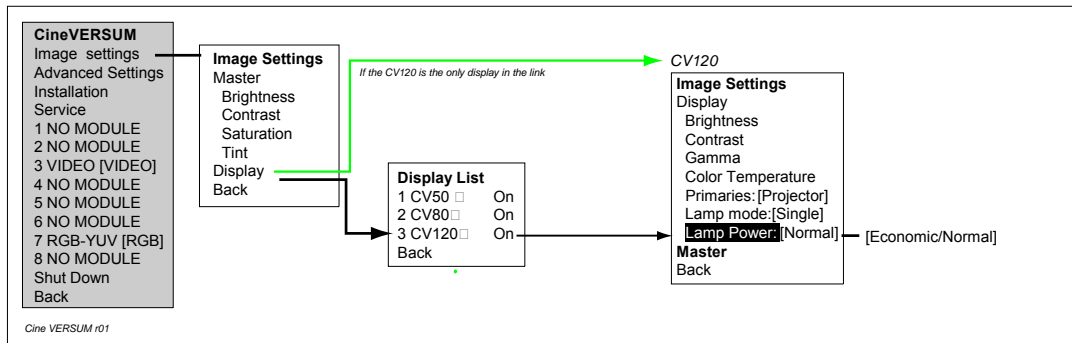 CineVERSUM
Image settings
Advanced Settings
Installation
Service
1 NO MODULE
2 NO MODULE
3 VIDEO [VIDEO]
4 NO MODULE
5 NO MODULE
6 NO MODULE
7 RGB-YUV [RGB]
8 NO MODULE
Shut Down
Back
Cine VERSUM r01
Image Settings
Master
Brightness
Contrast
Saturation
Tint
Display
Back
If the CV120 is the only display in the link
Display List
1 CV50 On
2 CV80 On
3 CV120 On
Back
CV120
Image Settings
Display
Brightness
Contrast
Gamma
Color Temperature
Primaries:[Projector]
Lamp mode:[Single]
Lamp Power:[Normal]
Master
Back
[Economic/Normal]